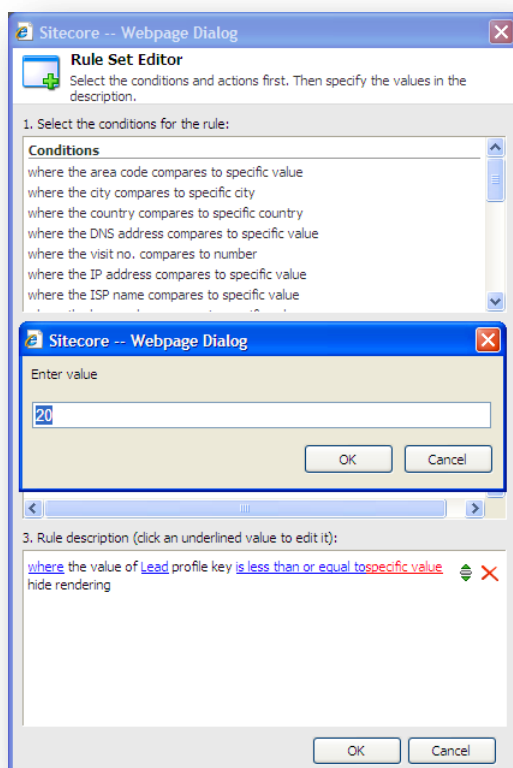 Sitecore -- Webpage Dialog
Rule Set Editor
Select the conditions and actions first. Then specify the values in the
description.
1. Select the conditions for the rule:
Conditions
where the area code compares to specific value
where the city compares to specific city
where the country compares to specific country
where the DNS address compares to specific value
where the visit no. compares to number
where the IP address compares to specific value
where the ISP name compares to specific value
Sitecore -- Webpage Dialog
Enter value
20
OK Cancel
3. Rule description (click an underlined value to edit it):
where the value of Lead profile key is less than or equal tospecific value
hide rendering
OK Cancel